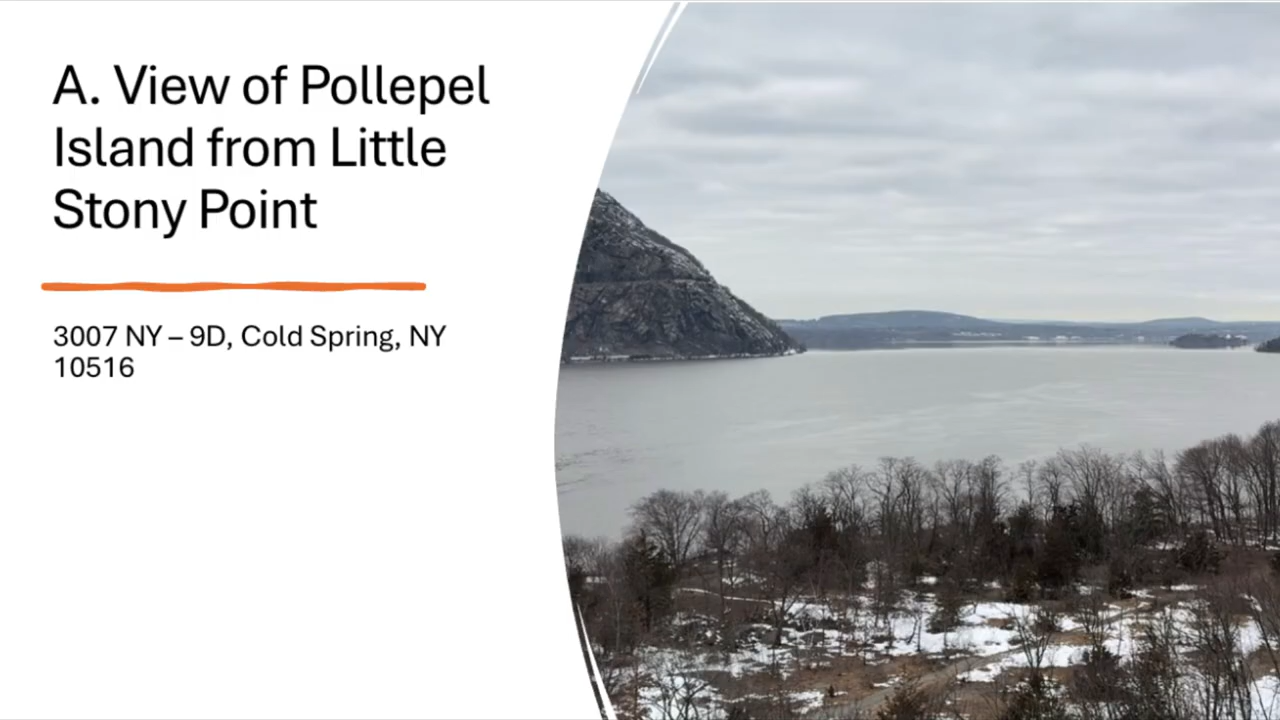 A. View of Pollepel
Island from Little
Stony Point
3007 NY – 9D, Cold Spring, NY
10516